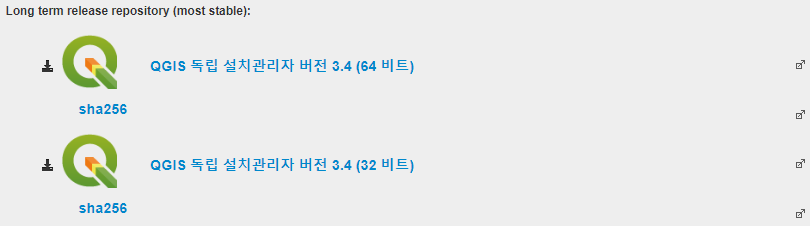 Long term release repository (most stable):
QGIS 독립 설치관리자 버전 3.4 (64 비트)
sha256
QGIS 독립 설치관리자 버전 3.4 (32 비트)
sha256